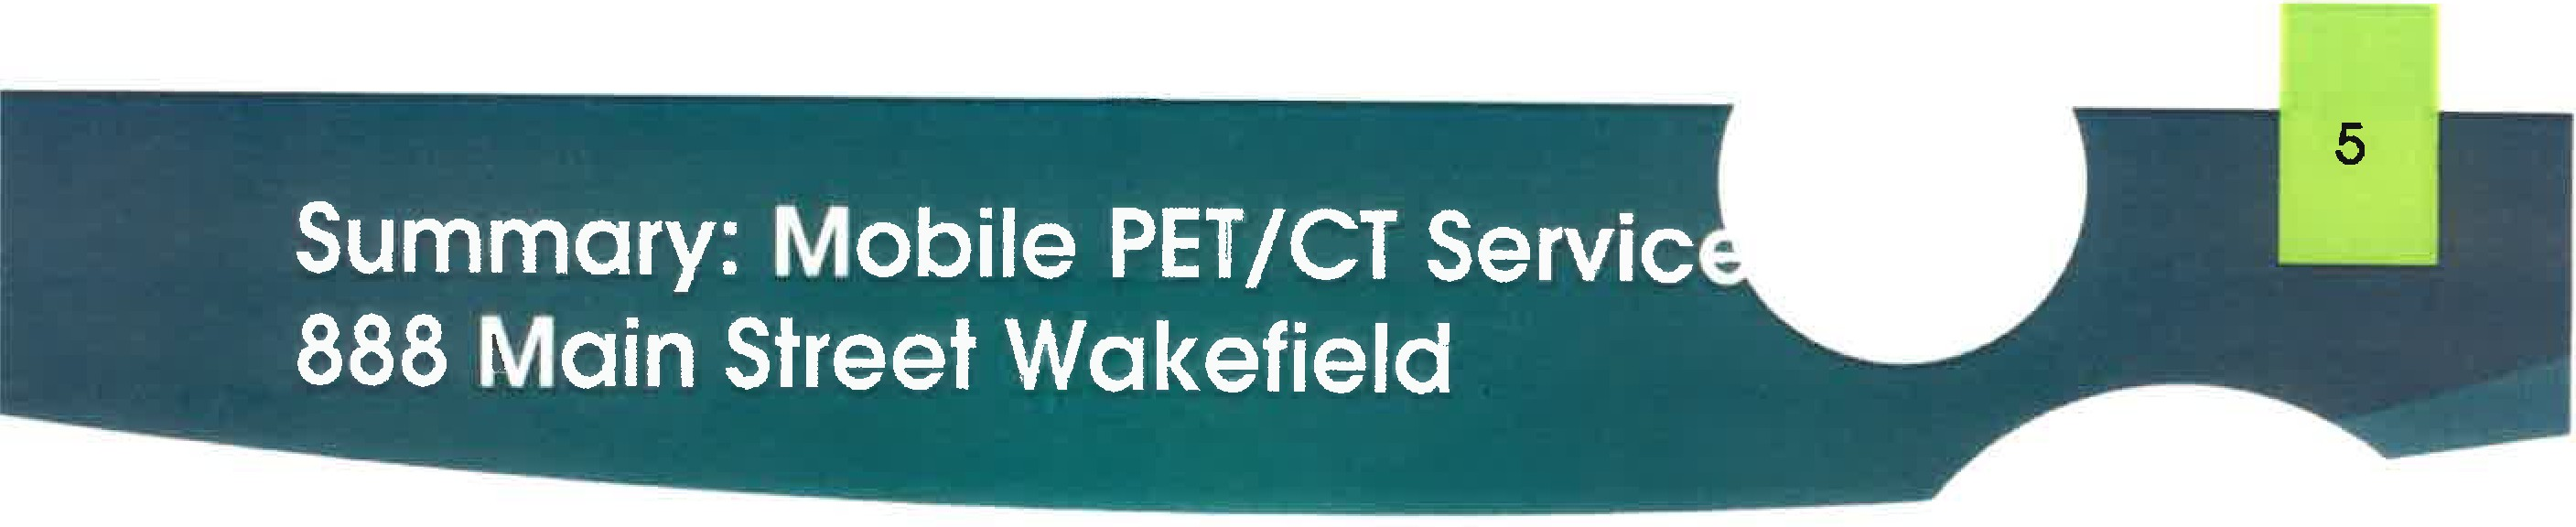 Summary: Mobile PET/CT Service
888 Main Street Wakefield
5